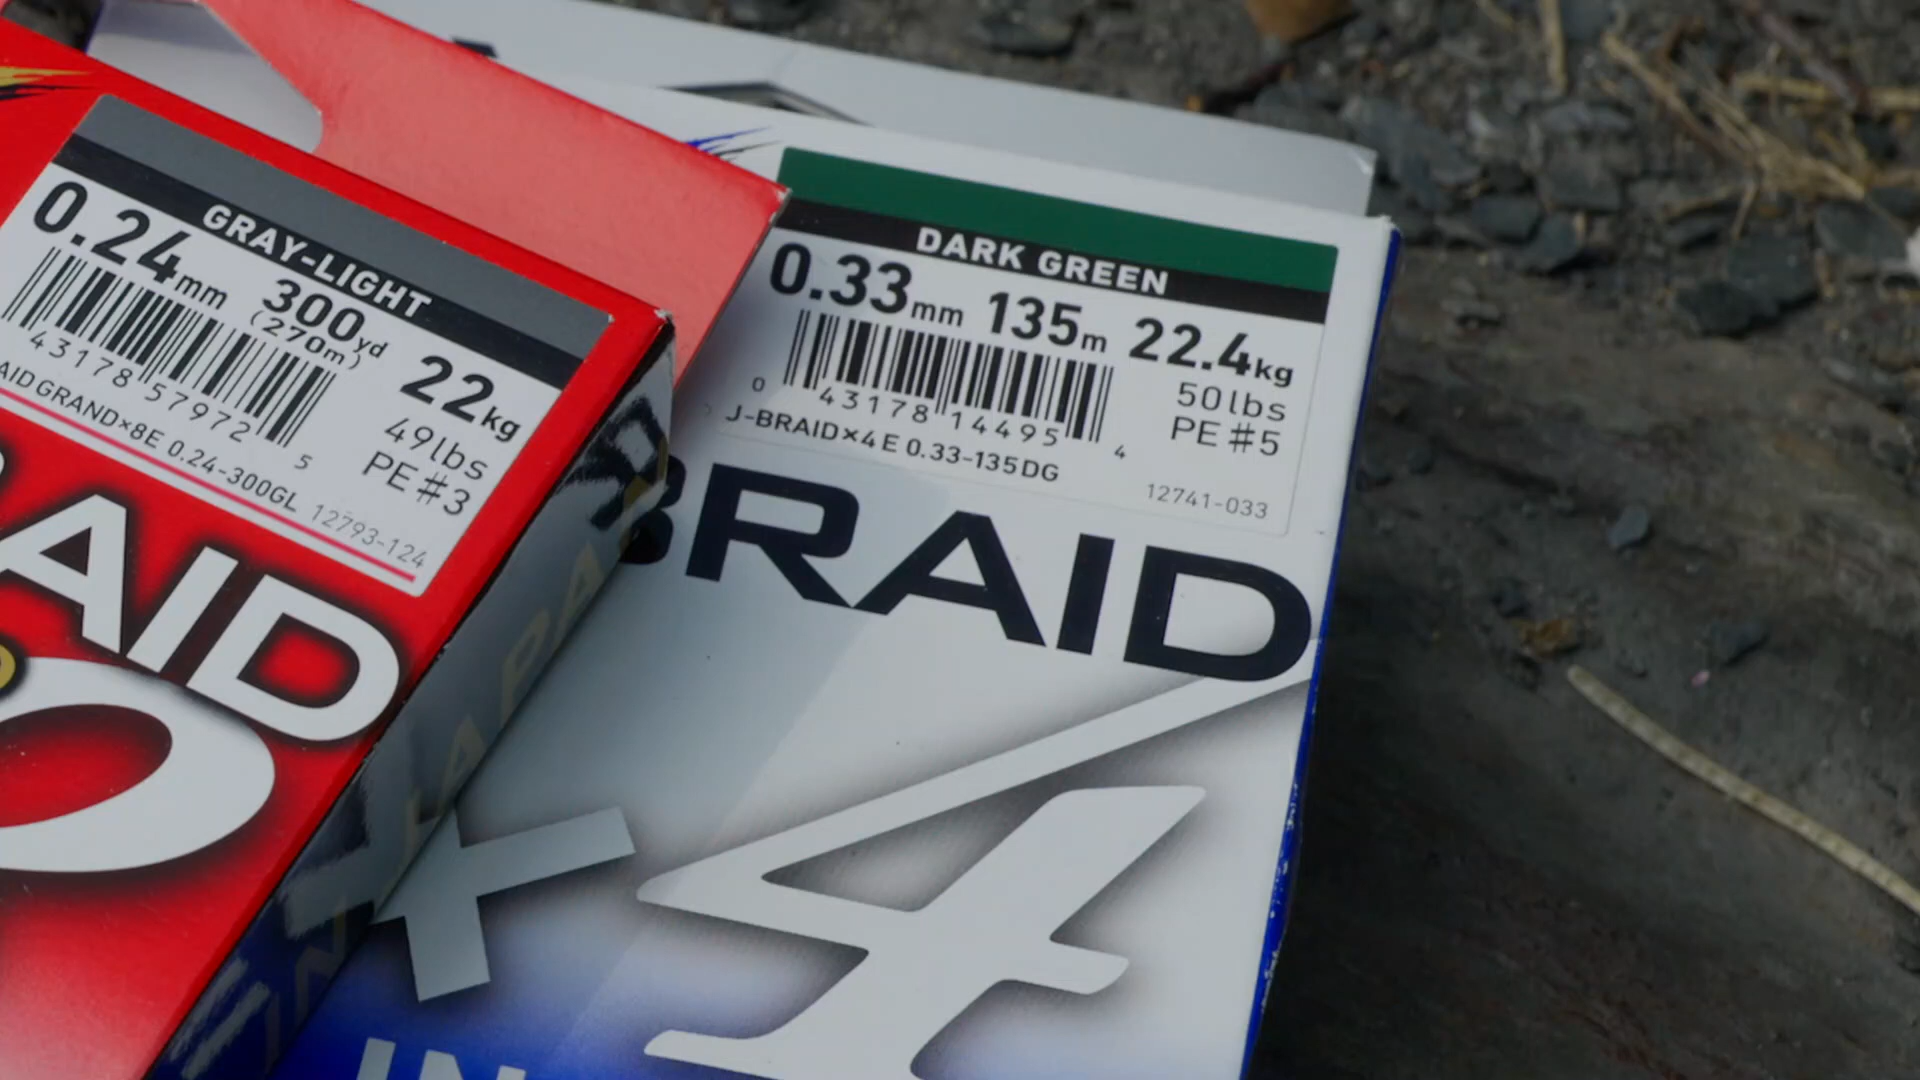 GRAY-LIGHT
0.24mm 300yd 22kg
(270m)
49lbs
43178 57972 5
PE#3
AID GRAND×8E 0.24-300GL 12793-124
AID
DARK GREEN
0.33mm 135m 22.4kg
50lbs
0 43178 14495 4
PE#5
J-BRAID×4E 0.33-135DG
12741-033
BRAID
×4
IN